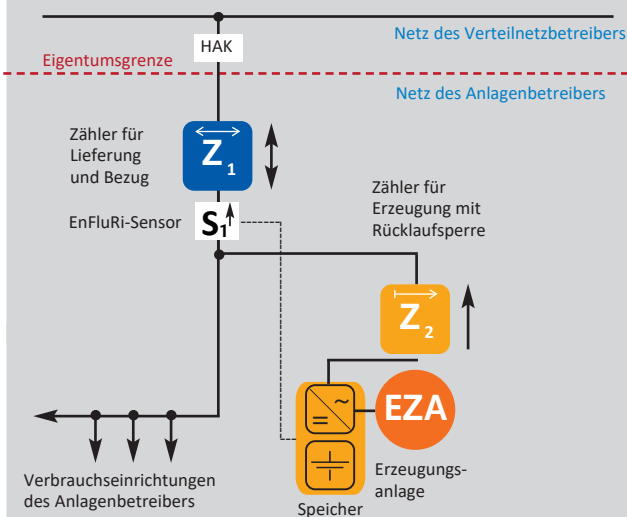 Netz des Verteilnetzbetreibers
HAK
Eigentumsgrenze
Netz des Anlagenbetreibers
Zähler für
Lieferung
und Bezug
Z1
EnFluRi-Sensor
S1
Zähler für
Erzeugung mit
Rücklaufsperre
Z2
EZA
Erzeugungs-
anlage
Speicher
Verbrauchseinrichtungen
des Anlagenbetreibers